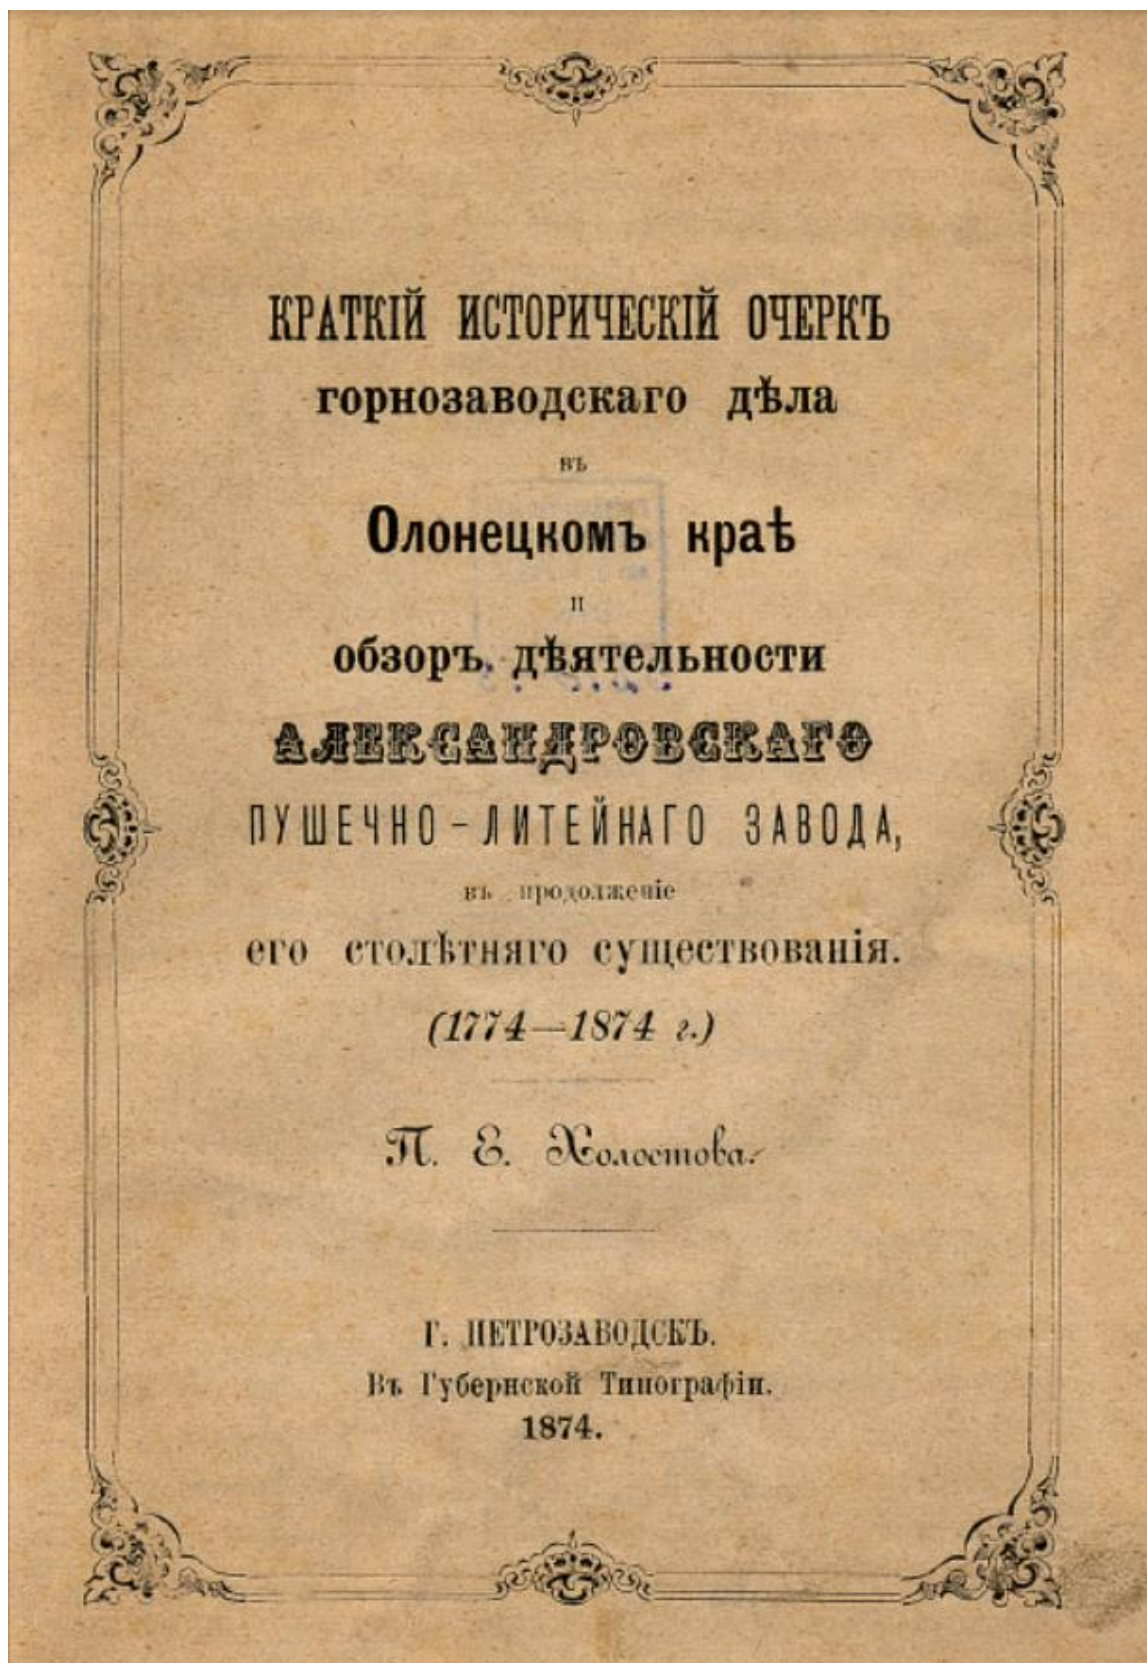 КРАТКІЙ ИСТОРИЧЕСКІЙ ОЧЕРКЪ
горнозаводскаго дѣла
въ
Олонецкомъ краѣ
и
обзоръ дѣятельности
АЛЕКСАНДРОВСКАГО
ПУШЕЧНО-ЛИТЕЙНАГО ЗАВОДА,
въ продолженіе
его столѣтняго существованія.
(1774—1874 г.)
П. Е. Холостова.
Г. ПЕТРОЗАВОДСКЪ.
Въ Губернской Типографіи.
1874.